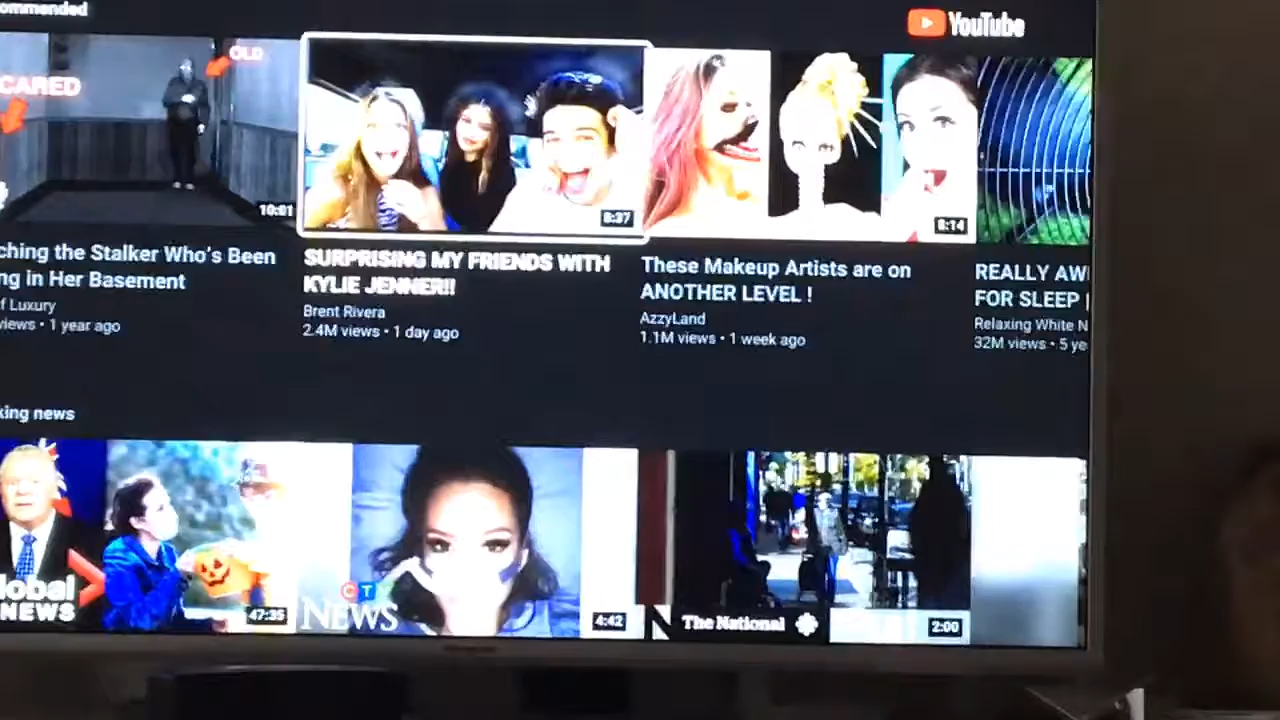 ommended
YouTube
CARED
OLD
10:01
8:37
8:14
ching the Stalker Who's Been
ng in Her Basement
f Luxury
views • 1 year ago
SURPRISING MY FRIENDS WITH
KYLIE JENNER!!
Brent Rivera
2.4M views • 1 day ago
These Makeup Artists are on
ANOTHER LEVEL !
AzzyLand
1.1M views • 1 week ago
REALLY AW
FOR SLEEP
Relaxing White N
32M views • 5 ye
king news
lobal
NEWS
47:35
CT
NEWS
4:42
N
The National
2:00